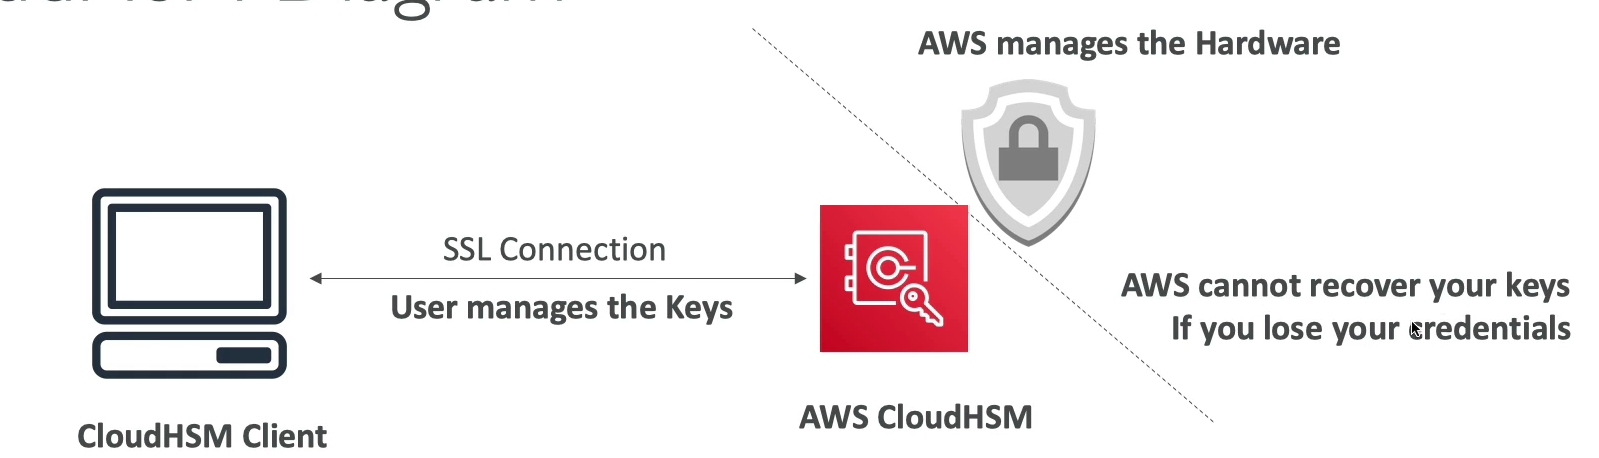 Diagram
AWS manages the Hardware
SSL Connection
User manages the Keys
AWS cannot recover your keys
If you lose your credentials
AWS CloudHSM
CloudHSM Client